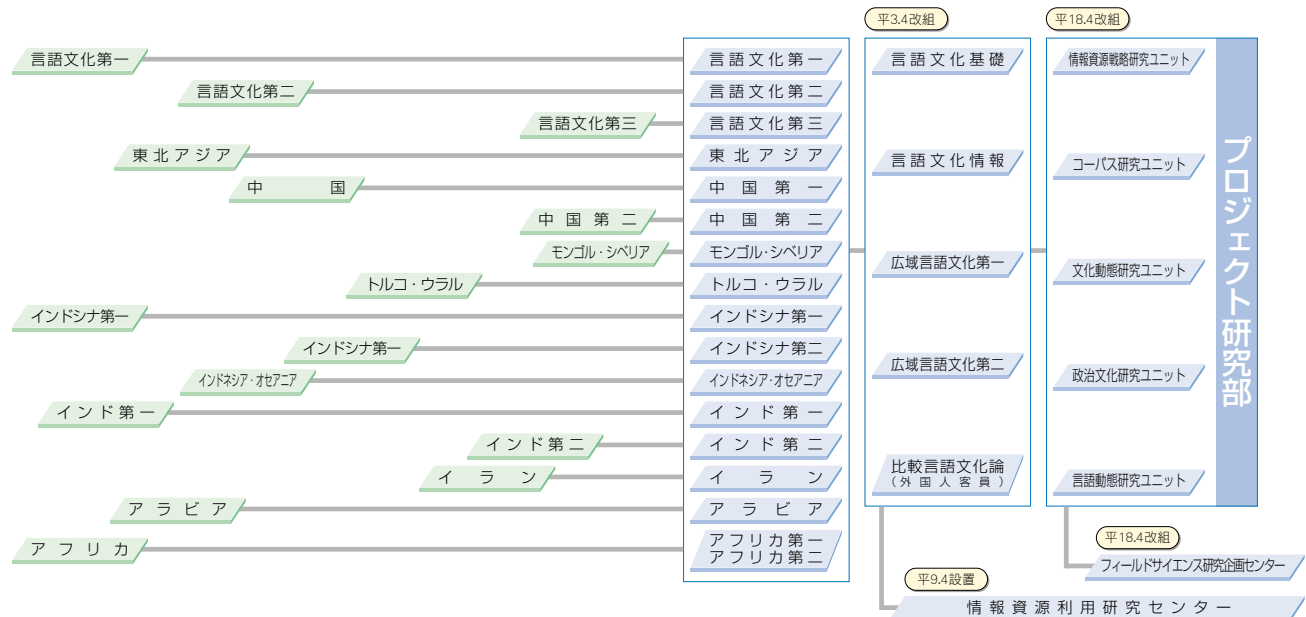 平3.4改組
平18.4改組
言語文化第一
言語文化第一
言語文化基礎
情報資源戦略研究ユニット
プロジェクト研究部
言語文化第二
言語文化第二
言語文化第三
言語文化第三
東北アジア
東北アジア
言語文化情報
コーパス研究ユニット
中国
中国第一
中国第二
中国第二
モンゴル・シベリア
モンゴル・シベリア
広域言語文化第一
文化動態研究ユニット
トルコ・ウラル
トルコ・ウラル
インドシナ第一
インドシナ第一
インドシナ第一
インドシナ第二
広域言語文化第二
政治文化研究ユニット
インドネシア・オセアニア
インドネシア・オセアニア
インド第一
インド第一
インド第二
インド第二
イラン
イラン
比較言語文化論
（外国人客員）
言語動態研究ユニット
アラビア
アラビア
アフリカ
アフリカ第一
アフリカ第二
平18.4改組
フィールドサイエンス研究企画センター
平9.4設置
情報資源利用研究センター